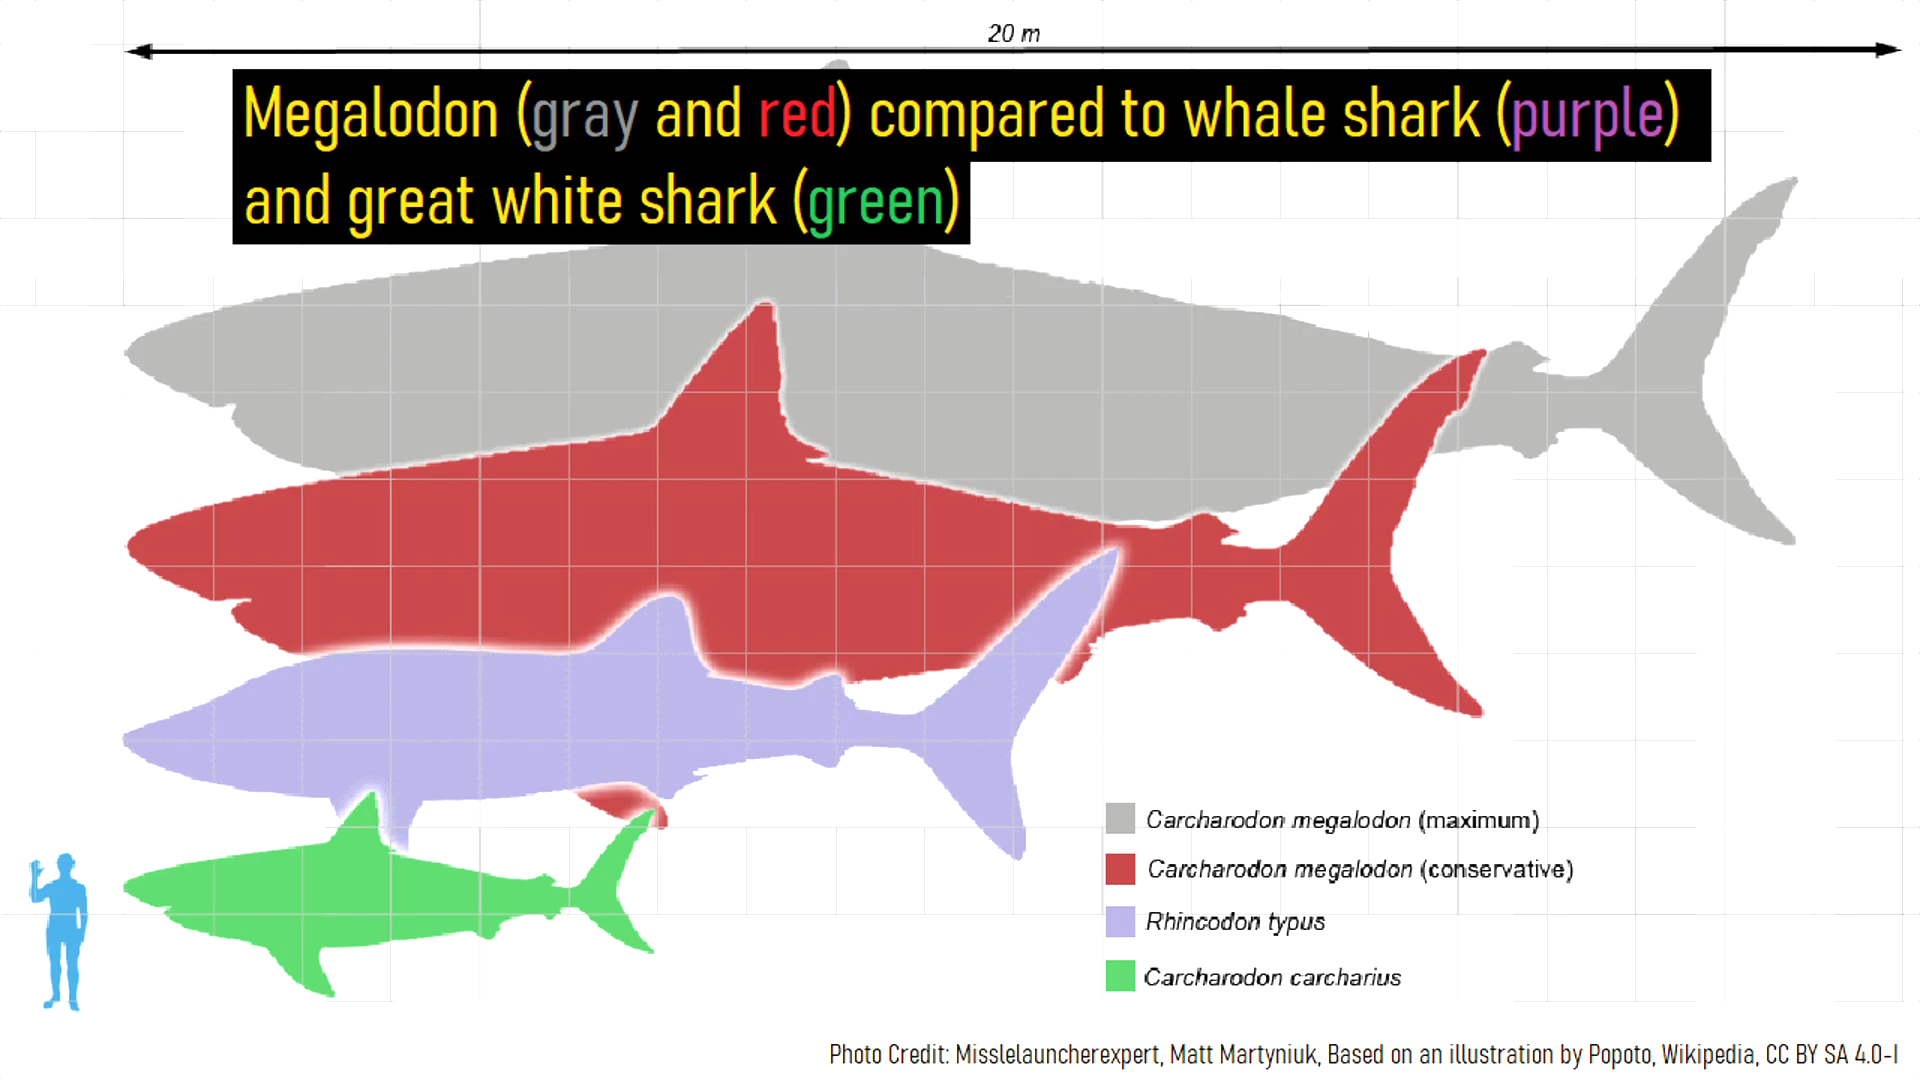 20 m
Megalodon (gray and red) compared to whale shark (purple)
and great white shark (green)
Carcharodon megalodon (maximum)
Carcharodon megalodon (conservative)
Rhincodon typus
Carcharodon carcharius
Photo Credit: Misslelauncherexpert, Matt Martyniuk, Based on an illustration by Popoto, Wikipedia, CC BY SA 4.0-I